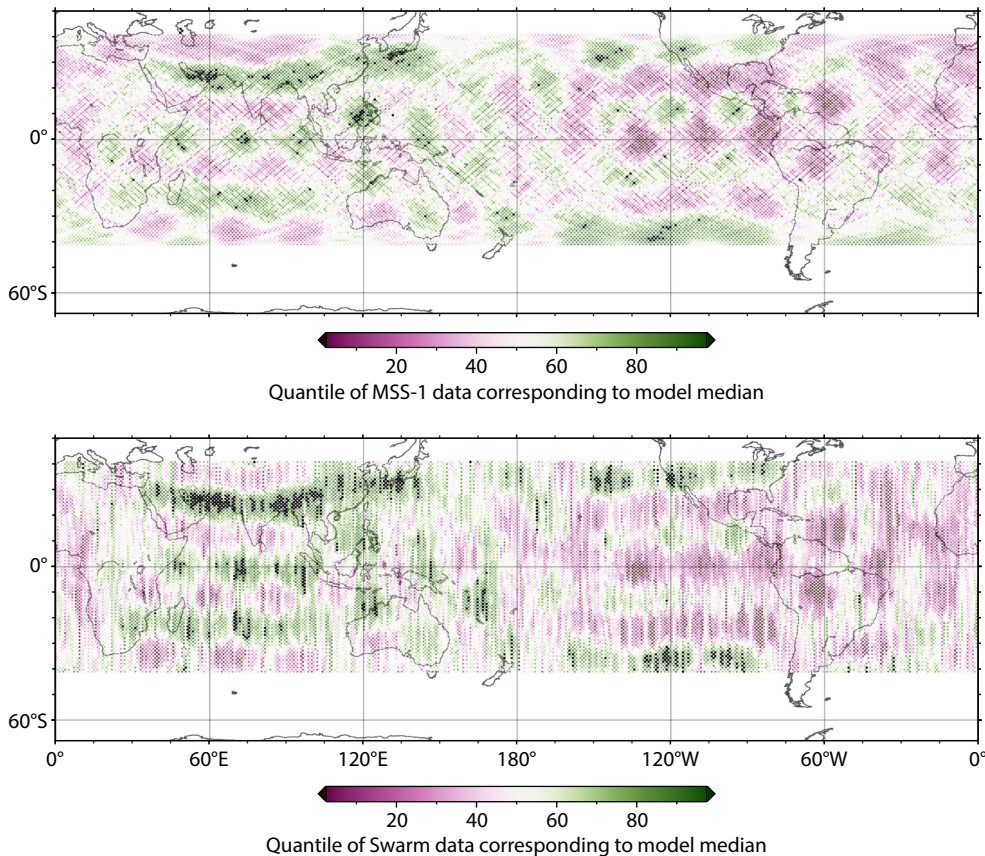 0°
60°S
20 40 60 80
Quantile of MSS-1 data corresponding to model median
0°
60°S
0° 60°E 120°E 180° 120°W 60°W 0°
20 40 60 80
Quantile of Swarm data corresponding to model median